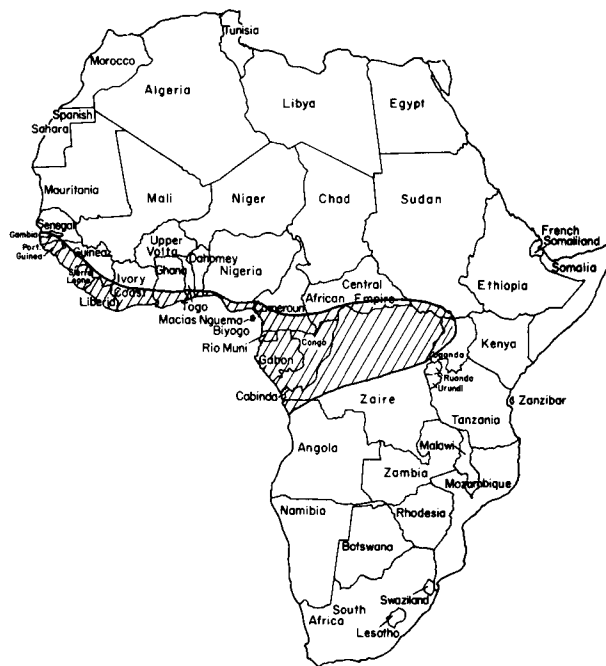 Tunisia
Morocco
Algeria
Libya
Egypt
Spanish
Sahara
Mauritania
Mali
Niger
Chad
Sudan
Senegal
Gambia
Port.
Guinea
Guinea
Sierra
Leone
Liberia
Ivory
Coast
Upper
Volta
Ghana
Togo
Dahomey
Nigeria
Cameroun
Central
African Empire
French
Somaliland
Somalia
Ethiopia
Macias Nguema
Biyogo
Rio Muni
Gabon
Congo
Cabinda
Uganda
Kenya
Ruanda
Urundi
Zaire
Tanzania
Zanzibar
Angola
Malawi
Zambia
Mozambique
Namibia
Rhodesia
Botswana
Swaziland
South
Africa
Lesotho